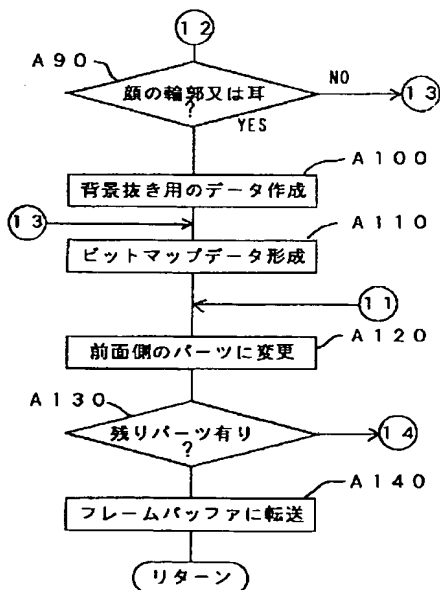 12
A90
顔の輪郭又は耳
?
NO
13
YES
A100
背景抜き用のデータ作成
13
A110
ビットマップデータ形成
11
A120
前面側のパーツに変更
A130
残りパーツ有り
?
14
A140
フレームバッファに転送
リターン